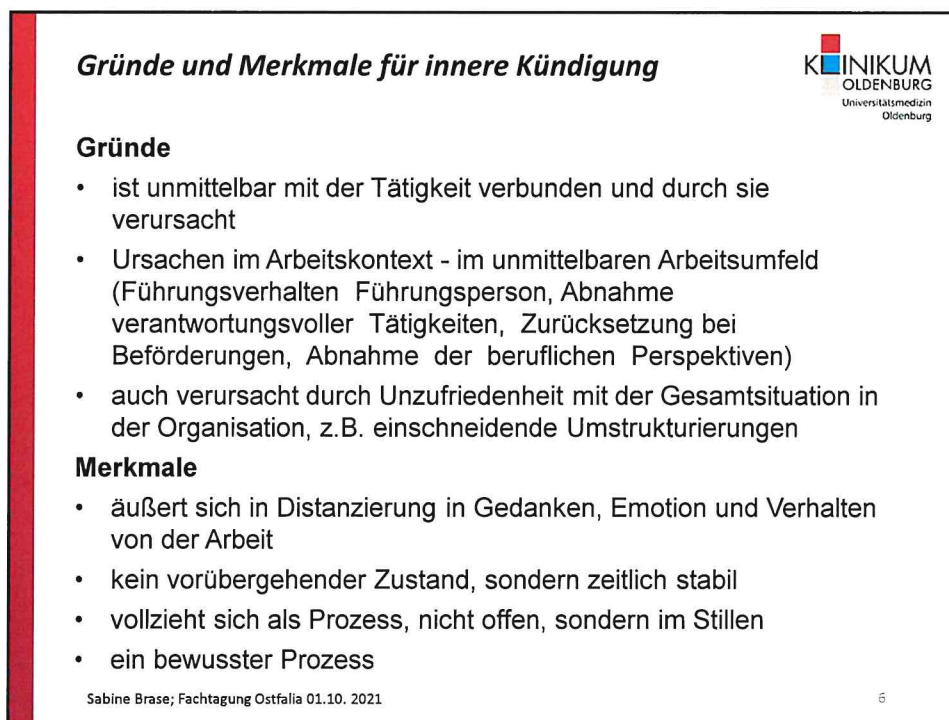 Gründe und Merkmale für innere Kündigung
KLINIKUM
OLDENBURG
Universitätsmedizin
Oldenburg
Gründe
• ist unmittelbar mit der Tätigkeit verbunden und durch sie
verursacht
• Ursachen im Arbeitskontext - im unmittelbaren Arbeitsumfeld
(Führungsverhalten Führungsperson, Abnahme
verantwortungsvoller Tätigkeiten, Zurücksetzung bei
Beförderungen, Abnahme der beruflichen Perspektiven)
• auch verursacht durch Unzufriedenheit mit der Gesamtsituation in
der Organisation, z.B. einschneidende Umstrukturierungen
Merkmale
• äußert sich in Distanzierung in Gedanken, Emotion und Verhalten
von der Arbeit
• kein vorübergehender Zustand, sondern zeitlich stabil
• vollzieht sich als Prozess, nicht offen, sondern im Stillen
• ein bewusster Prozess
Sabine Brase; Fachtagung Ostfalia 01.10. 2021
6